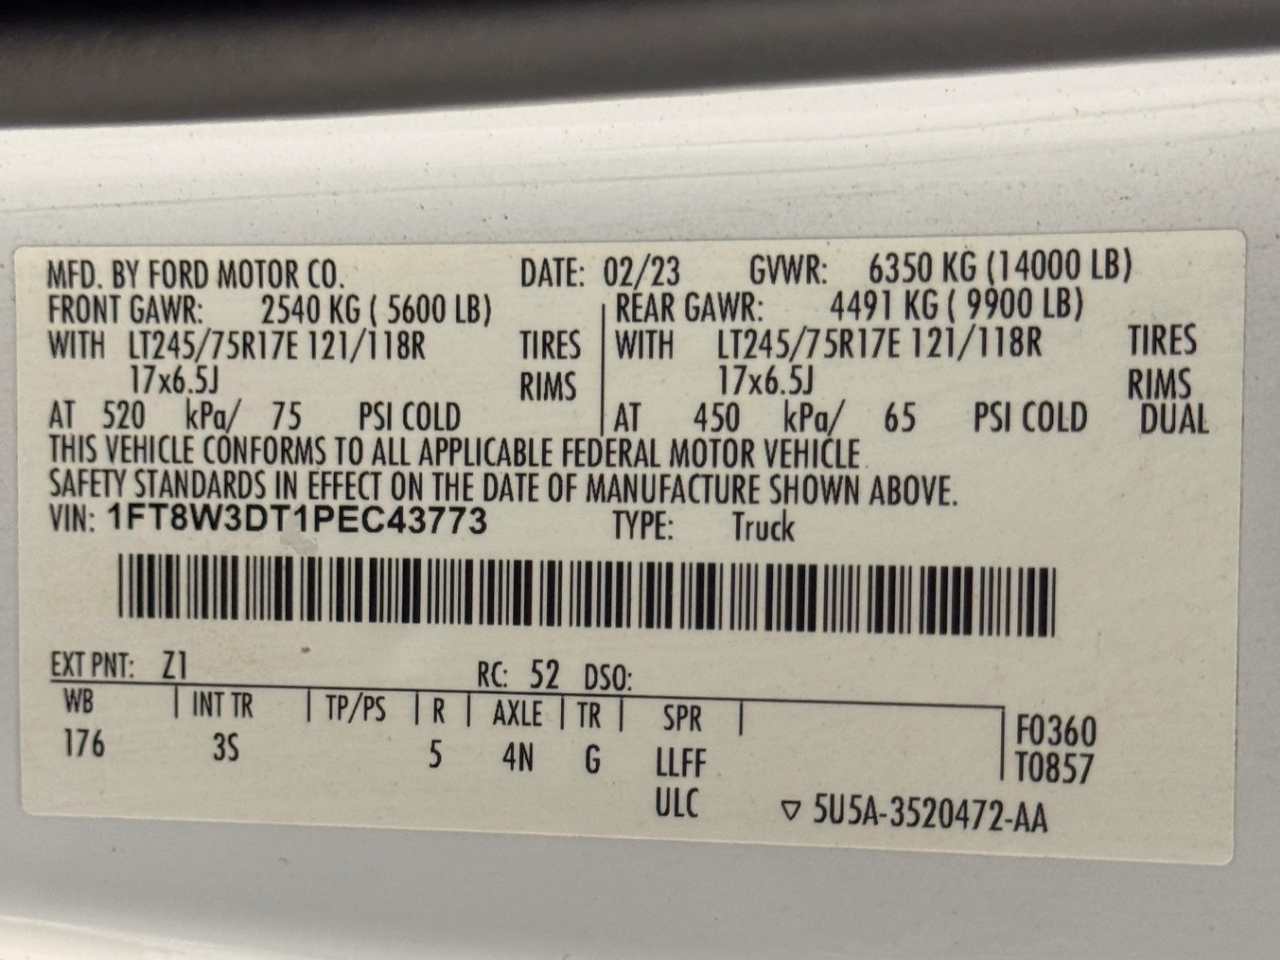 MFD. BY FORD MOTOR CO. DATE: 02/23 GVWR: 6350 KG (14000 LB)
FRONT GAWR: 2540 KG ( 5600 LB) REAR GAWR: 4491 KG ( 9900 LB)
WITH LT245/75R17E 121/118R TIRES WITH LT245/75R17E 121/118R TIRES
17x6.5J RIMS 17x6.5J RIMS
AT 520 kPa/ 75 PSI COLD AT 450 kPa/ 65 PSI COLD DUAL
THIS VEHICLE CONFORMS TO ALL APPLICABLE FEDERAL MOTOR VEHICLE
SAFETY STANDARDS IN EFFECT ON THE DATE OF MANUFACTURE SHOWN ABOVE.
VIN: 1FT8W3DT1PEC43773 TYPE: Truck
EXT PNT: Z1 RC: 52 DSO:
WB INT TR TP/PS R AXLE TR SPR F0360
176 3S 5 4N G LLFF T0857
ULC ▽ 5U5A-3520472-AA